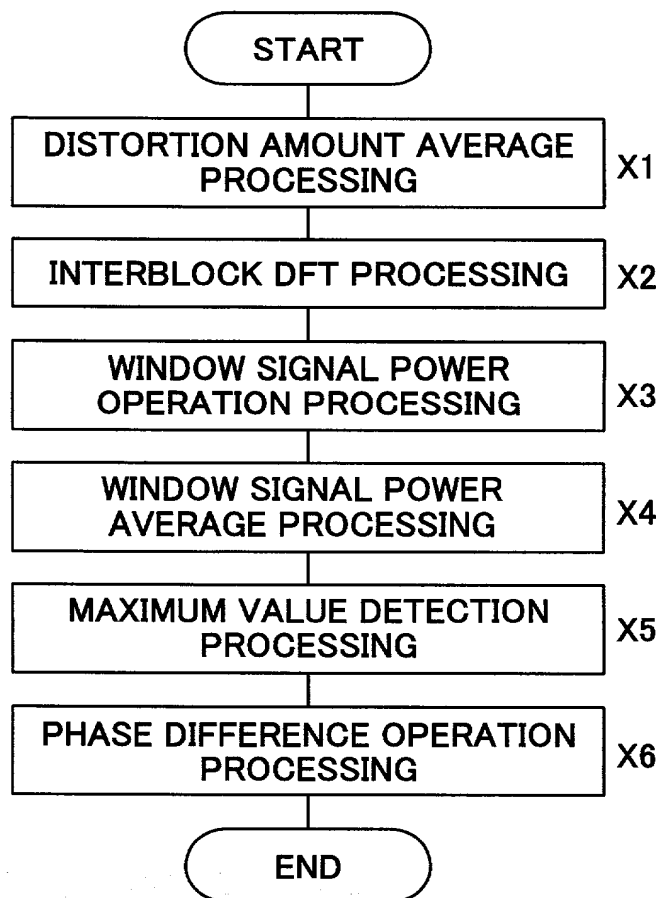 START
DISTORTION AMOUNT AVERAGE
PROCESSING
X1
INTERBLOCK DFT PROCESSING
X2
WINDOW SIGNAL POWER
OPERATION PROCESSING
X3
WINDOW SIGNAL POWER
AVERAGE PROCESSING
X4
MAXIMUM VALUE DETECTION
PROCESSING
X5
PHASE DIFFERENCE OPERATION
PROCESSING
X6
END